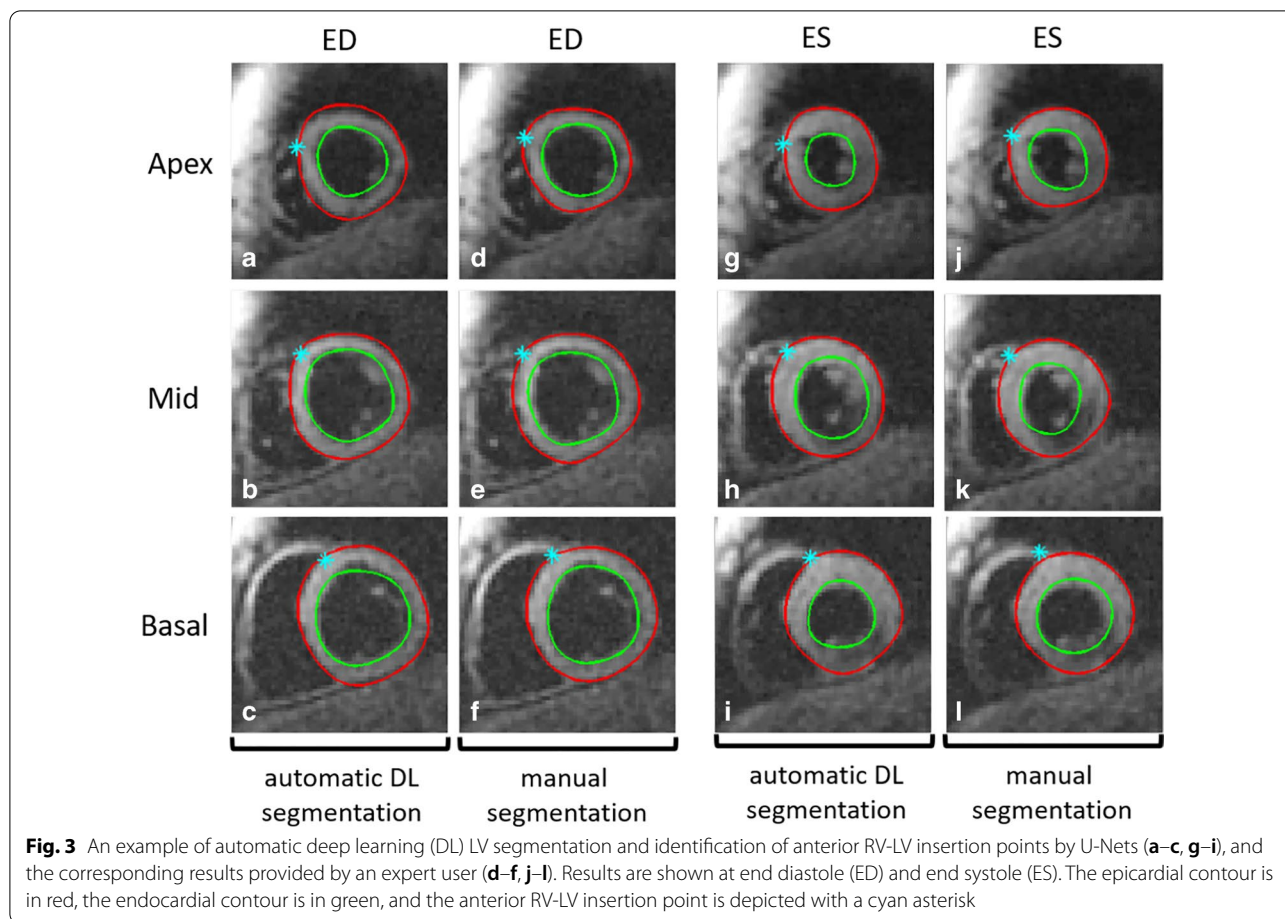 ED ED ES ES
Apex
a d g j
Mid
b e h k
Basal
c f i l
automatic DL segmentation
manual segmentation
automatic DL segmentation
manual segmentation
Fig. 3 An example of automatic deep learning (DL) LV segmentation and identification of anterior RV-LV insertion points by U-Nets (a–c, g–i), and
the corresponding results provided by an expert user (d–f, j–l). Results are shown at end diastole (ED) and end systole (ES). The epicardial contour is
in red, the endocardial contour is in green, and the anterior RV-LV insertion point is depicted with a cyan asterisk